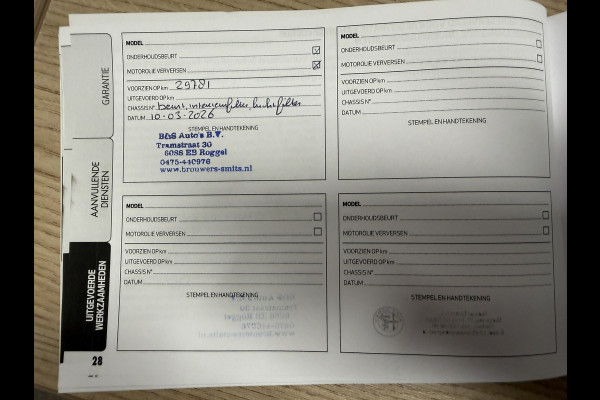 GARANTIE
AANVULLENDE
DIENSTEN
UITGEVOERDE
WERKZAAMHEDEN
28
MODEL
ONDERHOUDSBEURT
MOTOROLIE VERVERSEN
VOORZIEN OP km 29781
UITGEVOERD OP km
CHASSIS N° beurt, interieurfilter, luchtfilter
DATUM 10-03-2026
STEMPEL EN HANDTEKENING
B&S Auto's B.V.
Tramstraat 30
6088 EB Roggel
0475-440976
www.brouwers-smits.nl
MODEL
ONDERHOUDSBEURT
MOTOROLIE VERVERSEN
VOORZIEN OP km
UITGEVOERD OP km
CHASSIS N°
DATUM
STEMPEL EN HANDTEKENING
MODEL
ONDERHOUDSBEURT
MOTOROLIE VERVERSEN
VOORZIEN OP km
UITGEVOERD OP km
CHASSIS N°
DATUM
STEMPEL EN HANDTEKENING
MODEL
ONDERHOUDSBEURT
MOTOROLIE VERVERSEN
VOORZIEN OP km
UITGEVOERD OP km
CHASSIS N°
DATUM
STEMPEL EN HANDTEKENING